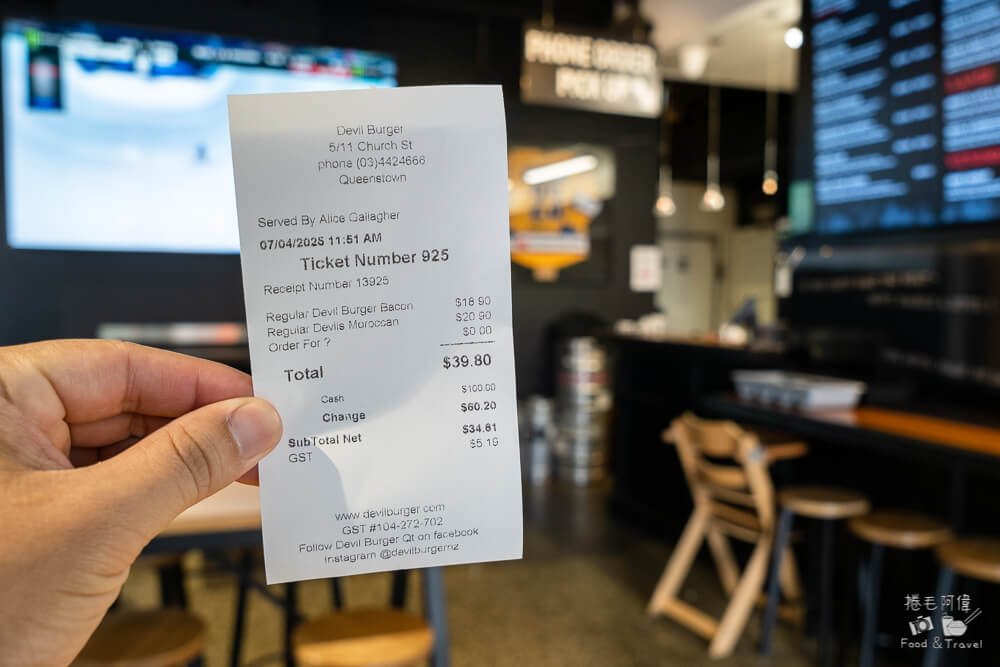 PHONE ORDER
PICK UP
Devil Burger
5/11 Church St
phone (03)4424666
Queenstown
Served By Alice Gallagher
07/04/2025 11:51 AM
Ticket Number 925
Receipt Number 13925
Regular Devil Burger Bacon $18.90
Regular Devils Moroccan $20.90
Order For ? $0.00
Total $39.80
Cash $100.00
Change $60.20
SubTotal Net $34.61
GST $5.19
www.devilburger.com
GST #104-272-702
Follow Devil Burger Qt on facebook
Instagram @devilburgernz
捲毛阿偉
Food & Travel